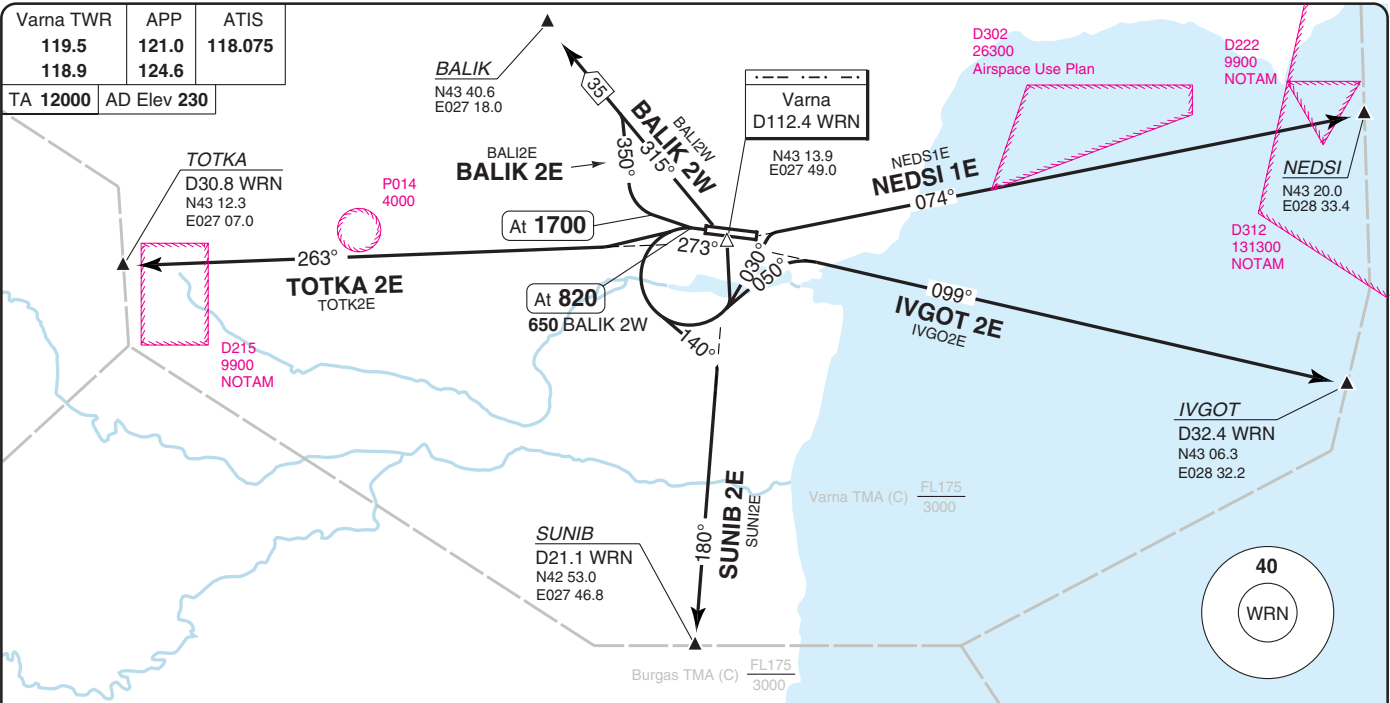 Varna TWR APP ATIS
119.5 121.0 118.075
118.9 124.6
TA 12000 AD Elev 230
BALIK
N43 40.6
E027 18.0
35
BALIK 2W
BALI2W
315°
350°
BALI2E
BALIK 2E
Varna
D112.4 WRN
N43 13.9
E027 49.0
D302
26300
Airspace Use Plan
D222
9900
NOTAM
NEDSI
N43 20.0
E028 33.4
NEDS1E
NEDSI 1E
074°
D312
131300
NOTAM
TOTKA
D30.8 WRN
N43 12.3
E027 07.0
P014
4000
At 1700
273°
263°
TOTKA 2E
TOTK2E
At 820
650 BALIK 2W
030°
050°
140°
099°
IVGOT 2E
IVGO2E
D215
9900
NOTAM
IVGOT
D32.4 WRN
N43 06.3
E028 32.2
180°
SUNIB 2E
SUNI2E
Varna TMA (C) FL175
3000
SUNIB
D21.1 WRN
N42 53.0
E027 46.8
40
WRN
Burgas TMA (C) FL175
3000